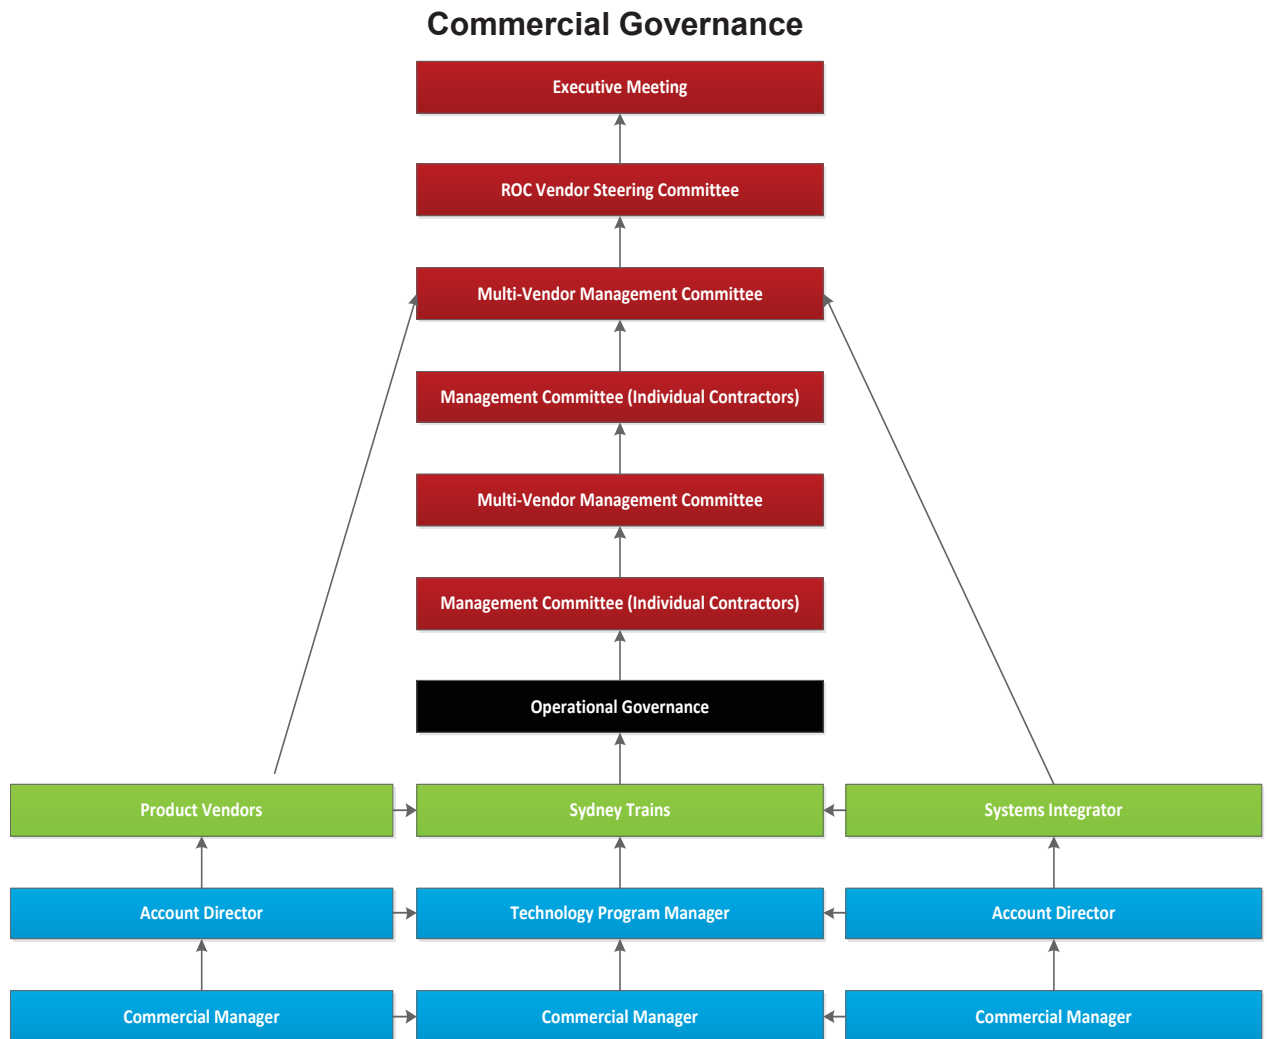 Commercial Governance
Executive Meeting
ROC Vendor Steering Committee
Multi-Vendor Management Committee
Management Committee (Individual Contractors)
Multi-Vendor Management Committee
Management Committee (Individual Contractors)
Operational Governance
Product Vendors
Sydney Trains
Systems Integrator
Account Director
Technology Program Manager
Account Director
Commercial Manager
Commercial Manager
Commercial Manager